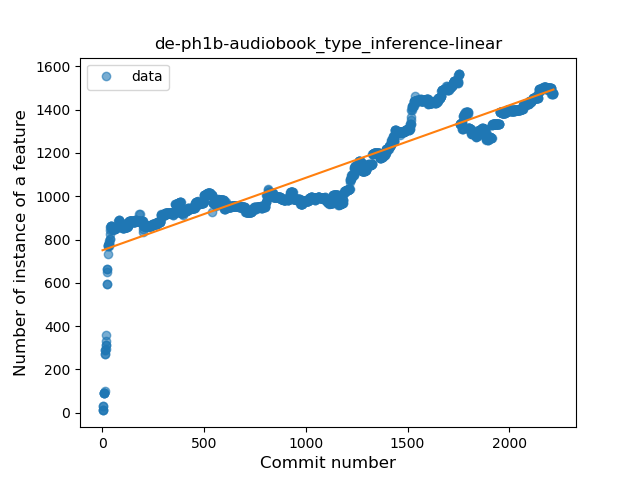 de-ph1b-audiobook_type_inference-linear
data
Number of instance of a feature
1600
1400
1200
1000
800
600
400
200
0
0 500 1000 1500 2000
Commit number